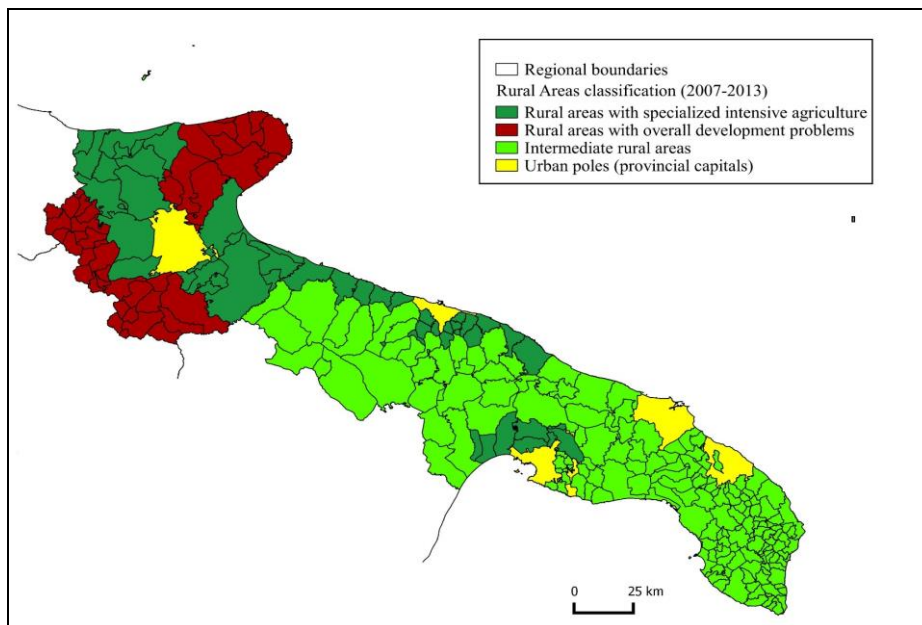 Regional boundaries
Rural Areas classification (2007-2013)
Rural areas with specialized intensive agriculture
Rural areas with overall development problems
Intermediate rural areas
Urban poles (provincial capitals)
0 25 km